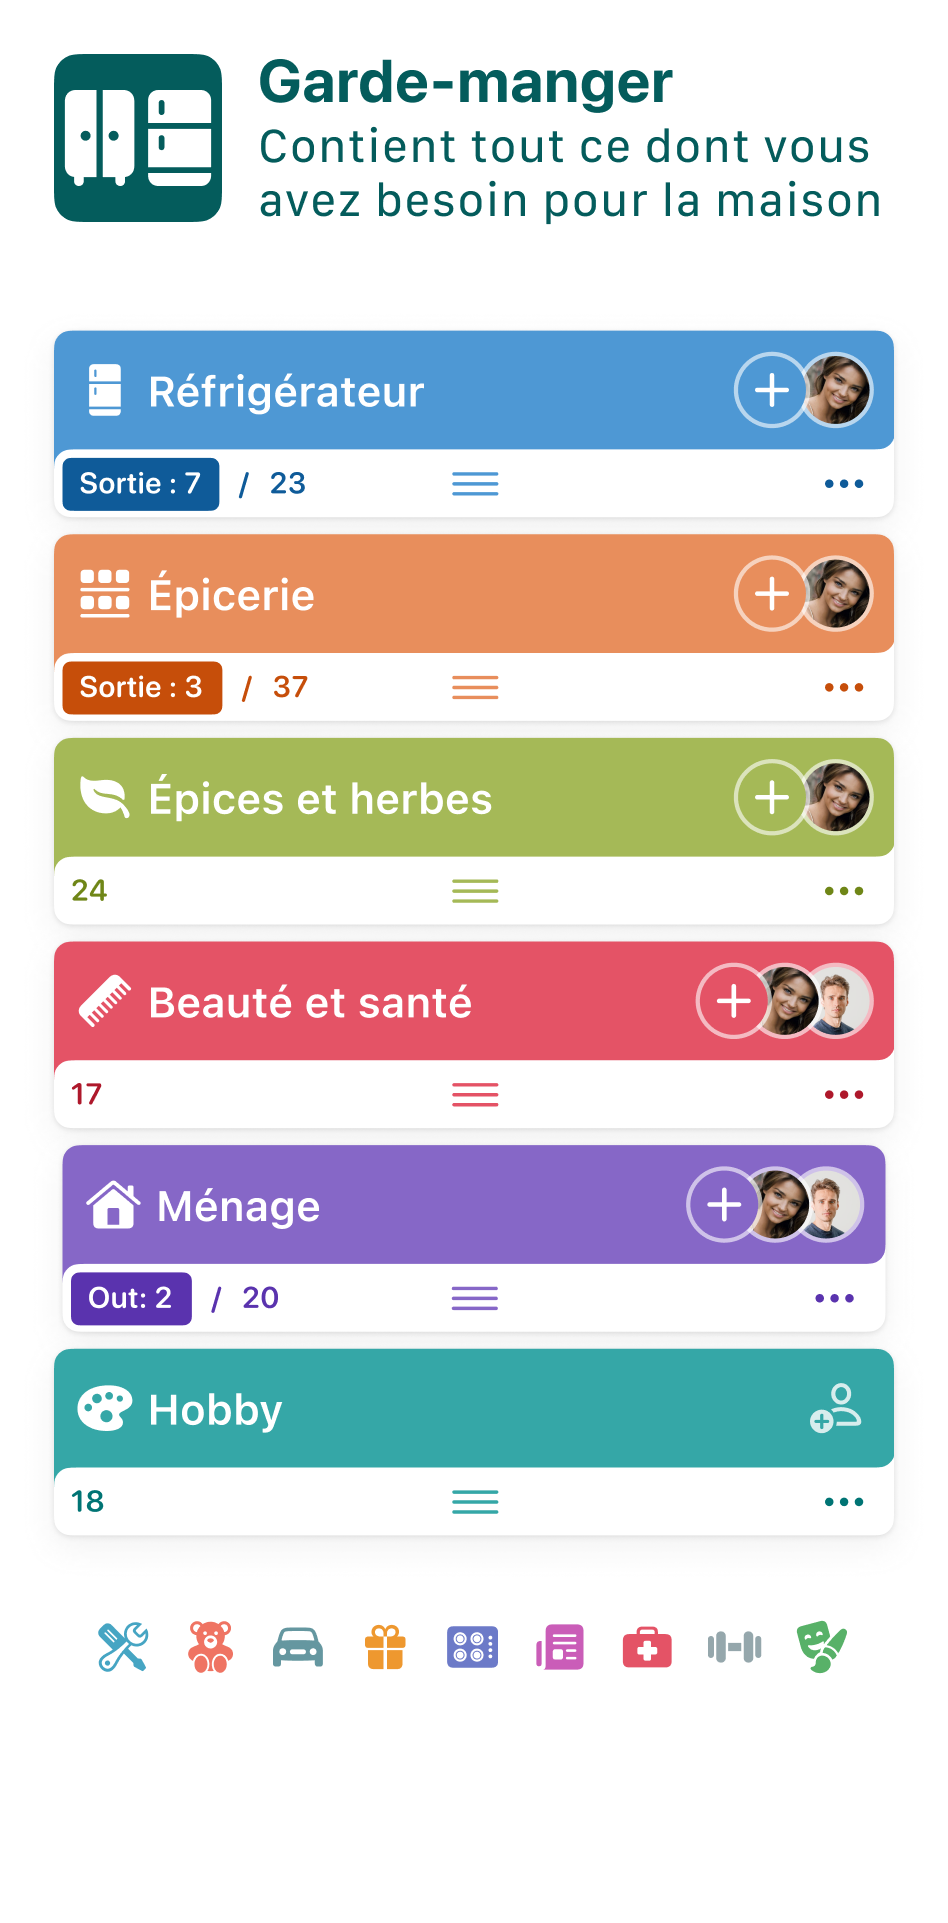 Garde-manger
Contient tout ce dont vous
avez besoin pour la maison
Réfrigérateur
Sortie : 7 / 23
Épicerie
Sortie : 3 / 37
Épices et herbes
24
Beauté et santé
17
Ménage
Out: 2 / 20
Hobby
18